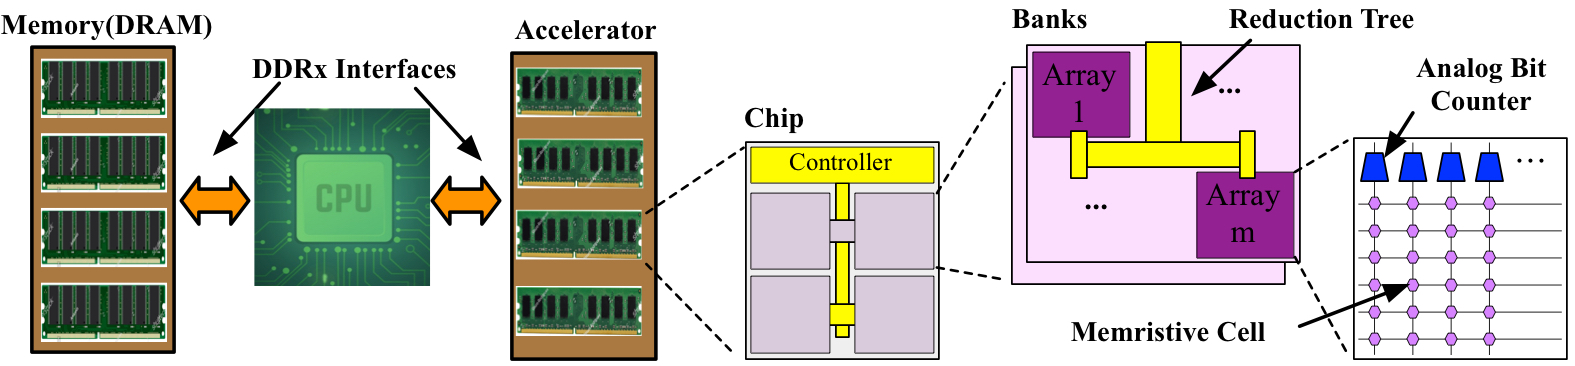 Memory(DRAM)
DDRx Interfaces
CPU
Accelerator
Chip
Controller
Banks
Reduction Tree
Array
1
...
...
Array
m
Analog Bit
Counter
...
Memristive Cell